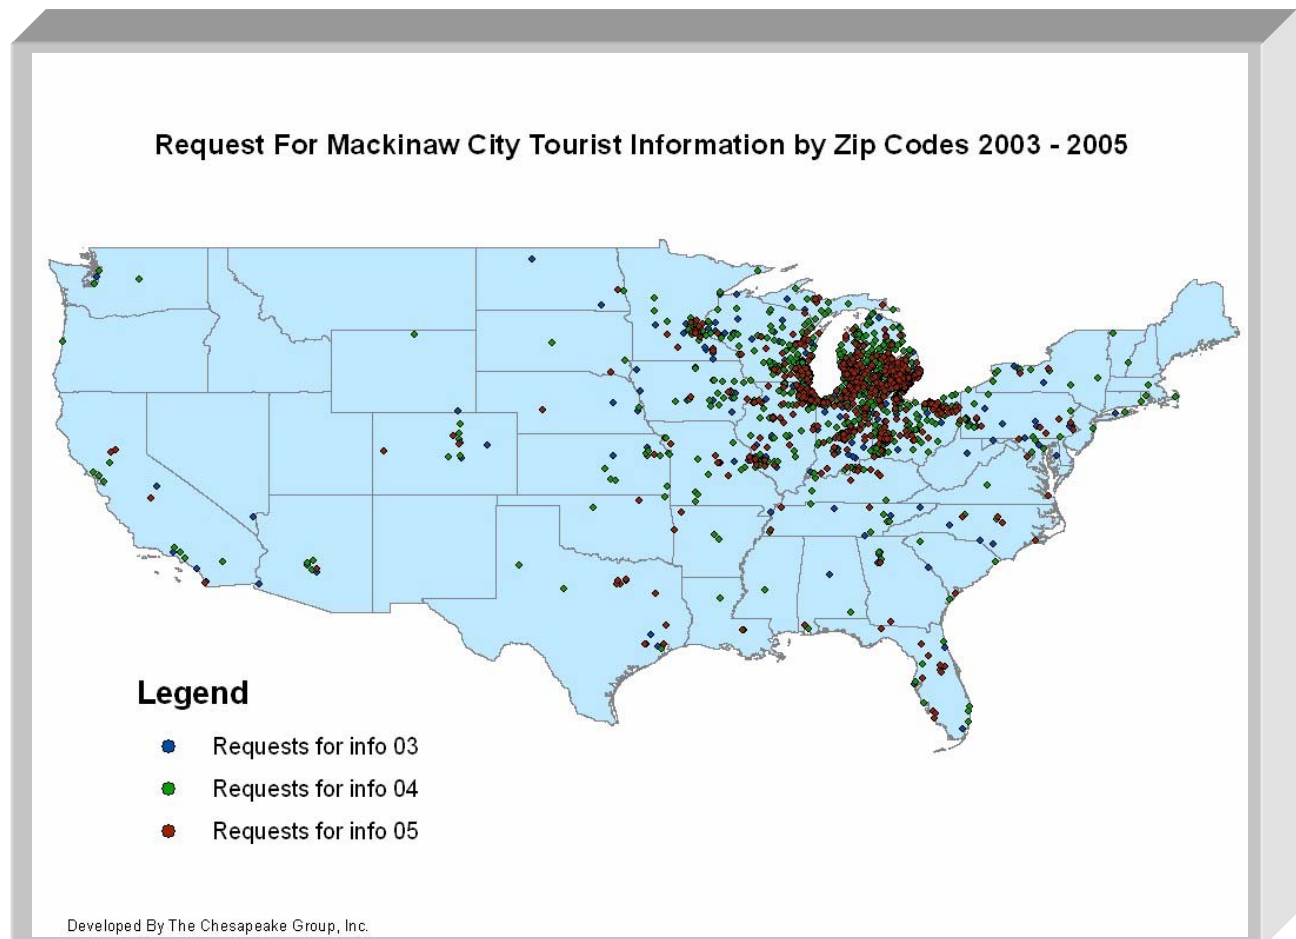 Request For Mackinaw City Tourist Information by Zip Codes 2003 - 2005
Legend
Requests for info 03
Requests for info 04
Requests for info 05
Developed By The Chesapeake Group, Inc.